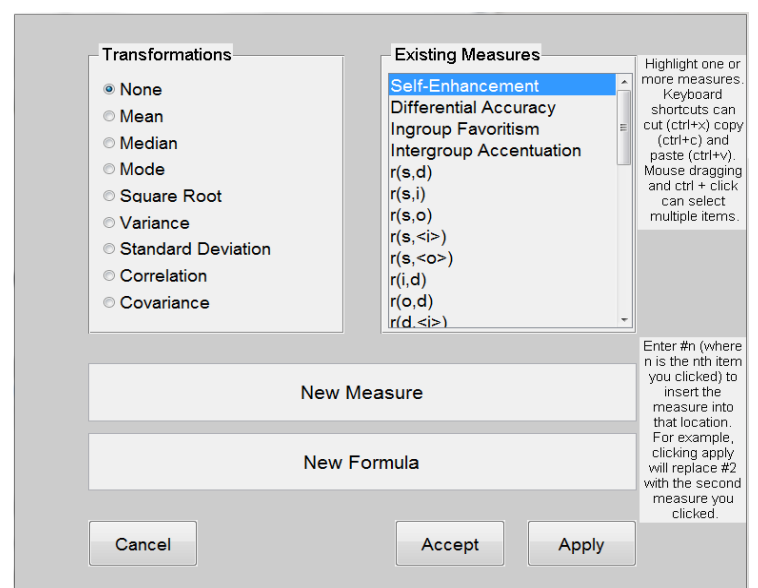 Transformations
None
Mean
Median
Mode
Square Root
Variance
Standard Deviation
Correlation
Covariance
Existing Measures
Self-Enhancement
Differential Accuracy
Ingroup Favoritism
Intergroup Accentuation
r(s,d)
r(s,i)
r(s,o)
r(s,<i>)
r(s,<o>)
r(i,d)
r(o,d)
r(d,<i>)
Highlight one or
more measures.
Keyboard
shortcuts can
cut (ctrl+x) copy
(ctrl+c) and
paste (ctrl+v).
Mouse dragging
and ctrl + click
can select
multiple items.
Enter #n (where
n is the nth item
you clicked) to
insert the
measure into
that location.
For example,
clicking apply
will replace #2
with the second
measure you
clicked.
New Measure
New Formula
Cancel
Accept
Apply